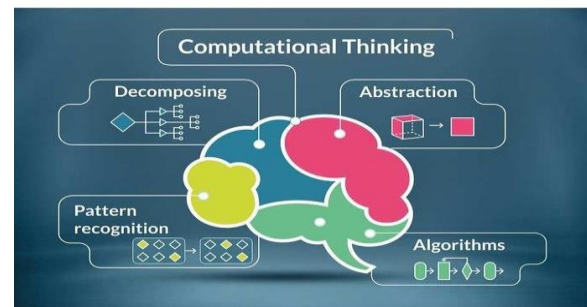 Computational Thinking
Decomposing
Abstraction
Pattern
recognition
Algorithms